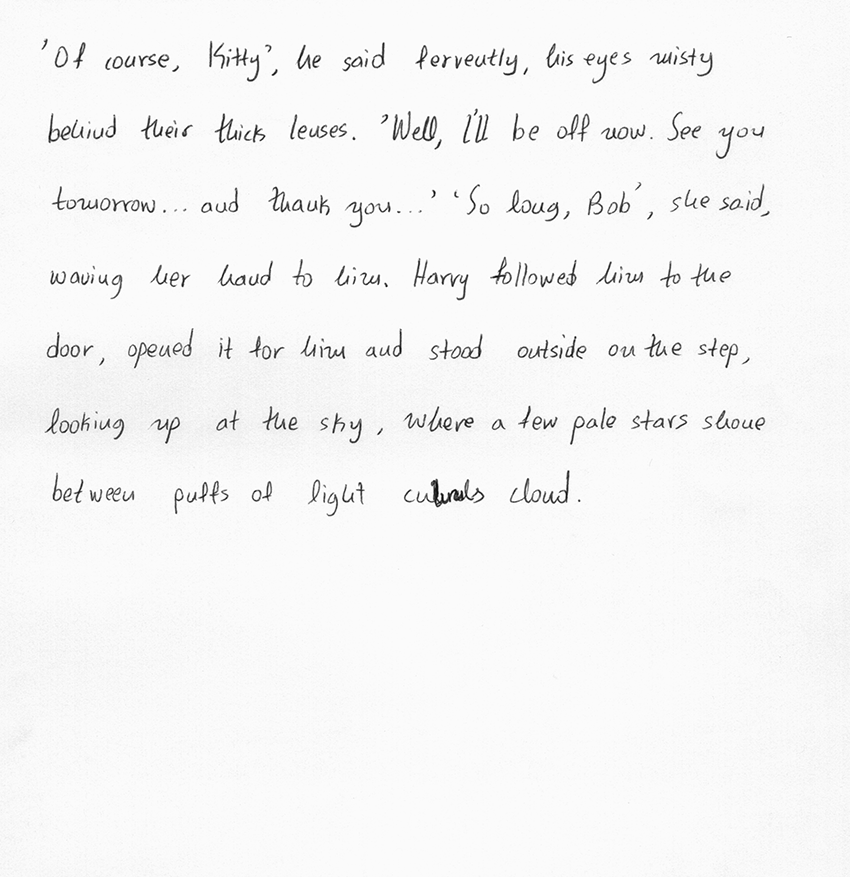 'Of course, Kitty', he said fervently, his eyes misty
behind their thick lenses. 'Well, I'll be off now. See you
tomorrow... and thank you...' 'So long, Bob', she said,
waving her hand to him. Harry followed him to the
door, opened it for him and stood outside on the step,
looking up at the sky, where a few pale stars shone
between puffs of light cloud.